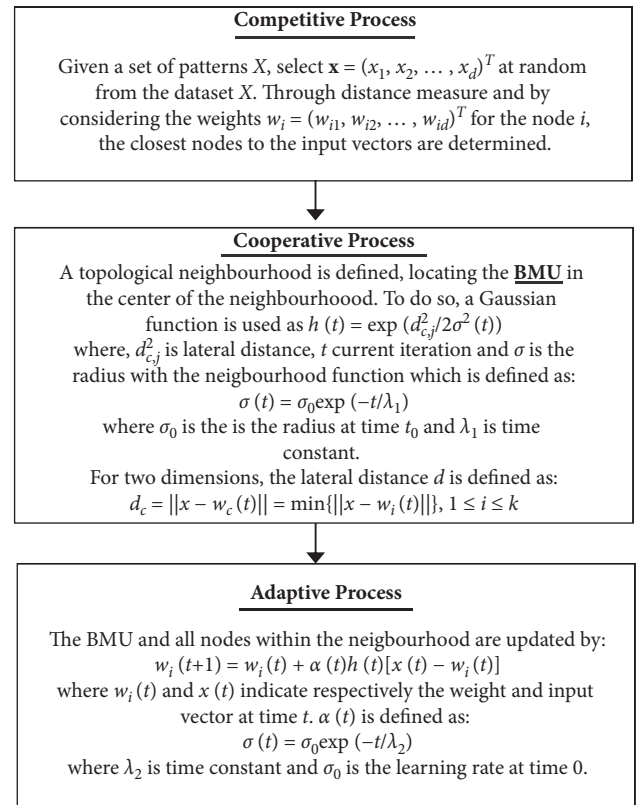 Competitive Process
Given a set of patterns X, select x = (x₁, x₂, … , x_d)ᵀ at random
from the dataset X. Through distance measure and by
considering the weights wᵢ = (wᵢ₁, wᵢ₂, … , w_id)ᵀ for the node i,
the closest nodes to the input vectors are determined.
Cooperative Process
A topological neighbourhood is defined, locating the BMU in
the center of the neighbourhoood. To do so, a Gaussian
function is used as h (t) = exp (d²_c,j/2σ² (t))
where, d²_c,j is lateral distance, t current iteration and σ is the
radius with the neigbourhood function which is defined as:
σ (t) = σ₀exp (−t/λ₁)
where σ₀ is the is the radius at time t₀ and λ₁ is time
constant.
For two dimensions, the lateral distance d is defined as:
d_c = ||x − w_c (t)|| = min{||x − wᵢ (t)||}, 1 ≤ i ≤ k
Adaptive Process
The BMU and all nodes within the neigbourhood are updated by:
wᵢ (t+1) = wᵢ (t) + α (t)h (t)[x (t) − wᵢ (t)]
where wᵢ (t) and x (t) indicate respectively the weight and input
vector at time t. α (t) is defined as:
σ (t) = σ₀exp (−t/λ₂)
where λ₂ is time constant and σ₀ is the learning rate at time 0.